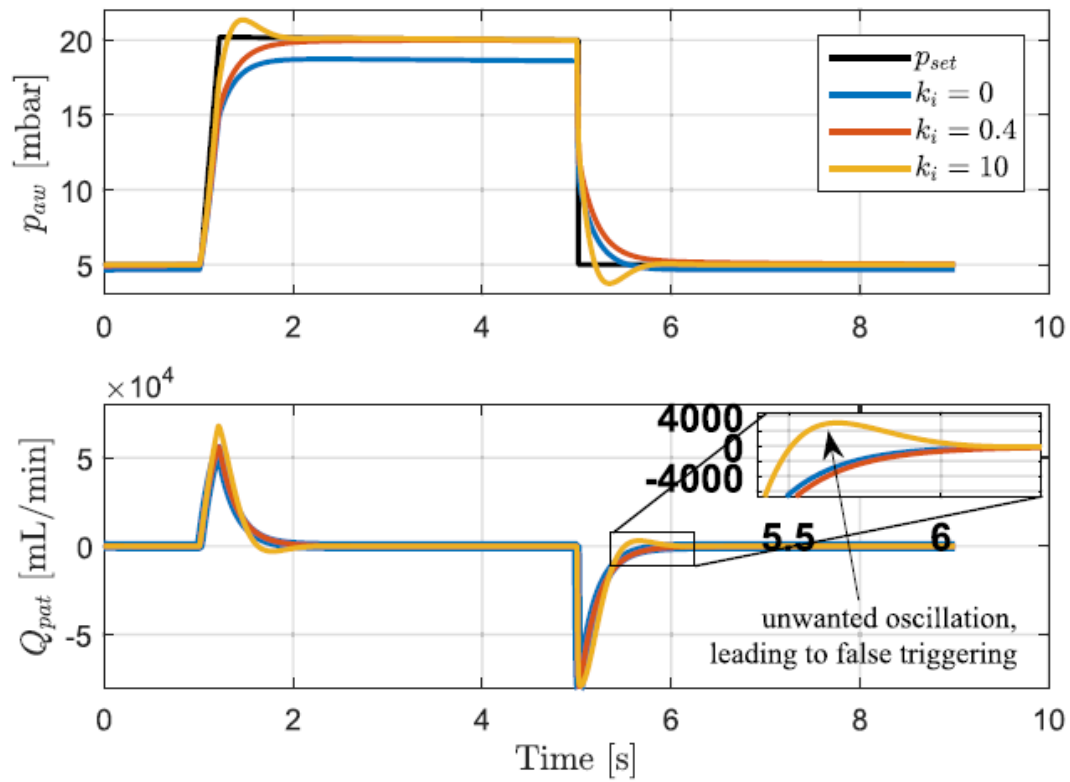 20
15
10
5
p_aw [mbar]
p_set
k_i = 0
k_i = 0.4
k_i = 10
0 2 4 6 8 10
×10^4
5
0
-5
Q_pat [mL/min]
4000
0
-4000
5.5 6
unwanted oscillation,
leading to false triggering
0 2 4 6 8 10
Time [s]